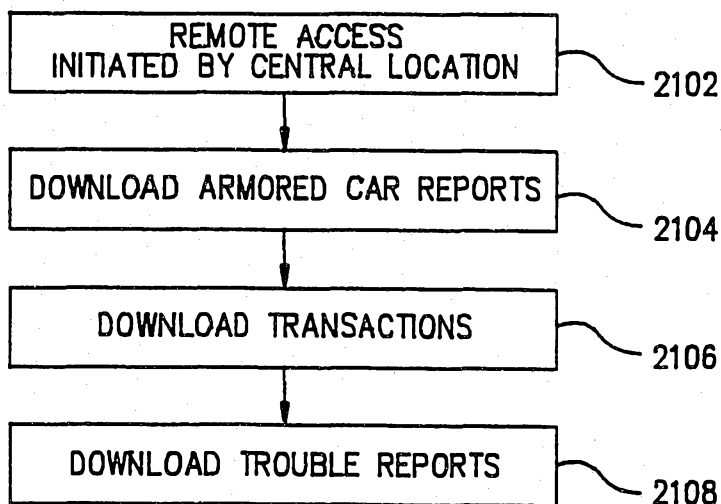 REMOTE ACCESS
INITIATED BY CENTRAL LOCATION
2102
DOWNLOAD ARMORED CAR REPORTS
2104
DOWNLOAD TRANSACTIONS
2106
DOWNLOAD TROUBLE REPORTS
2108